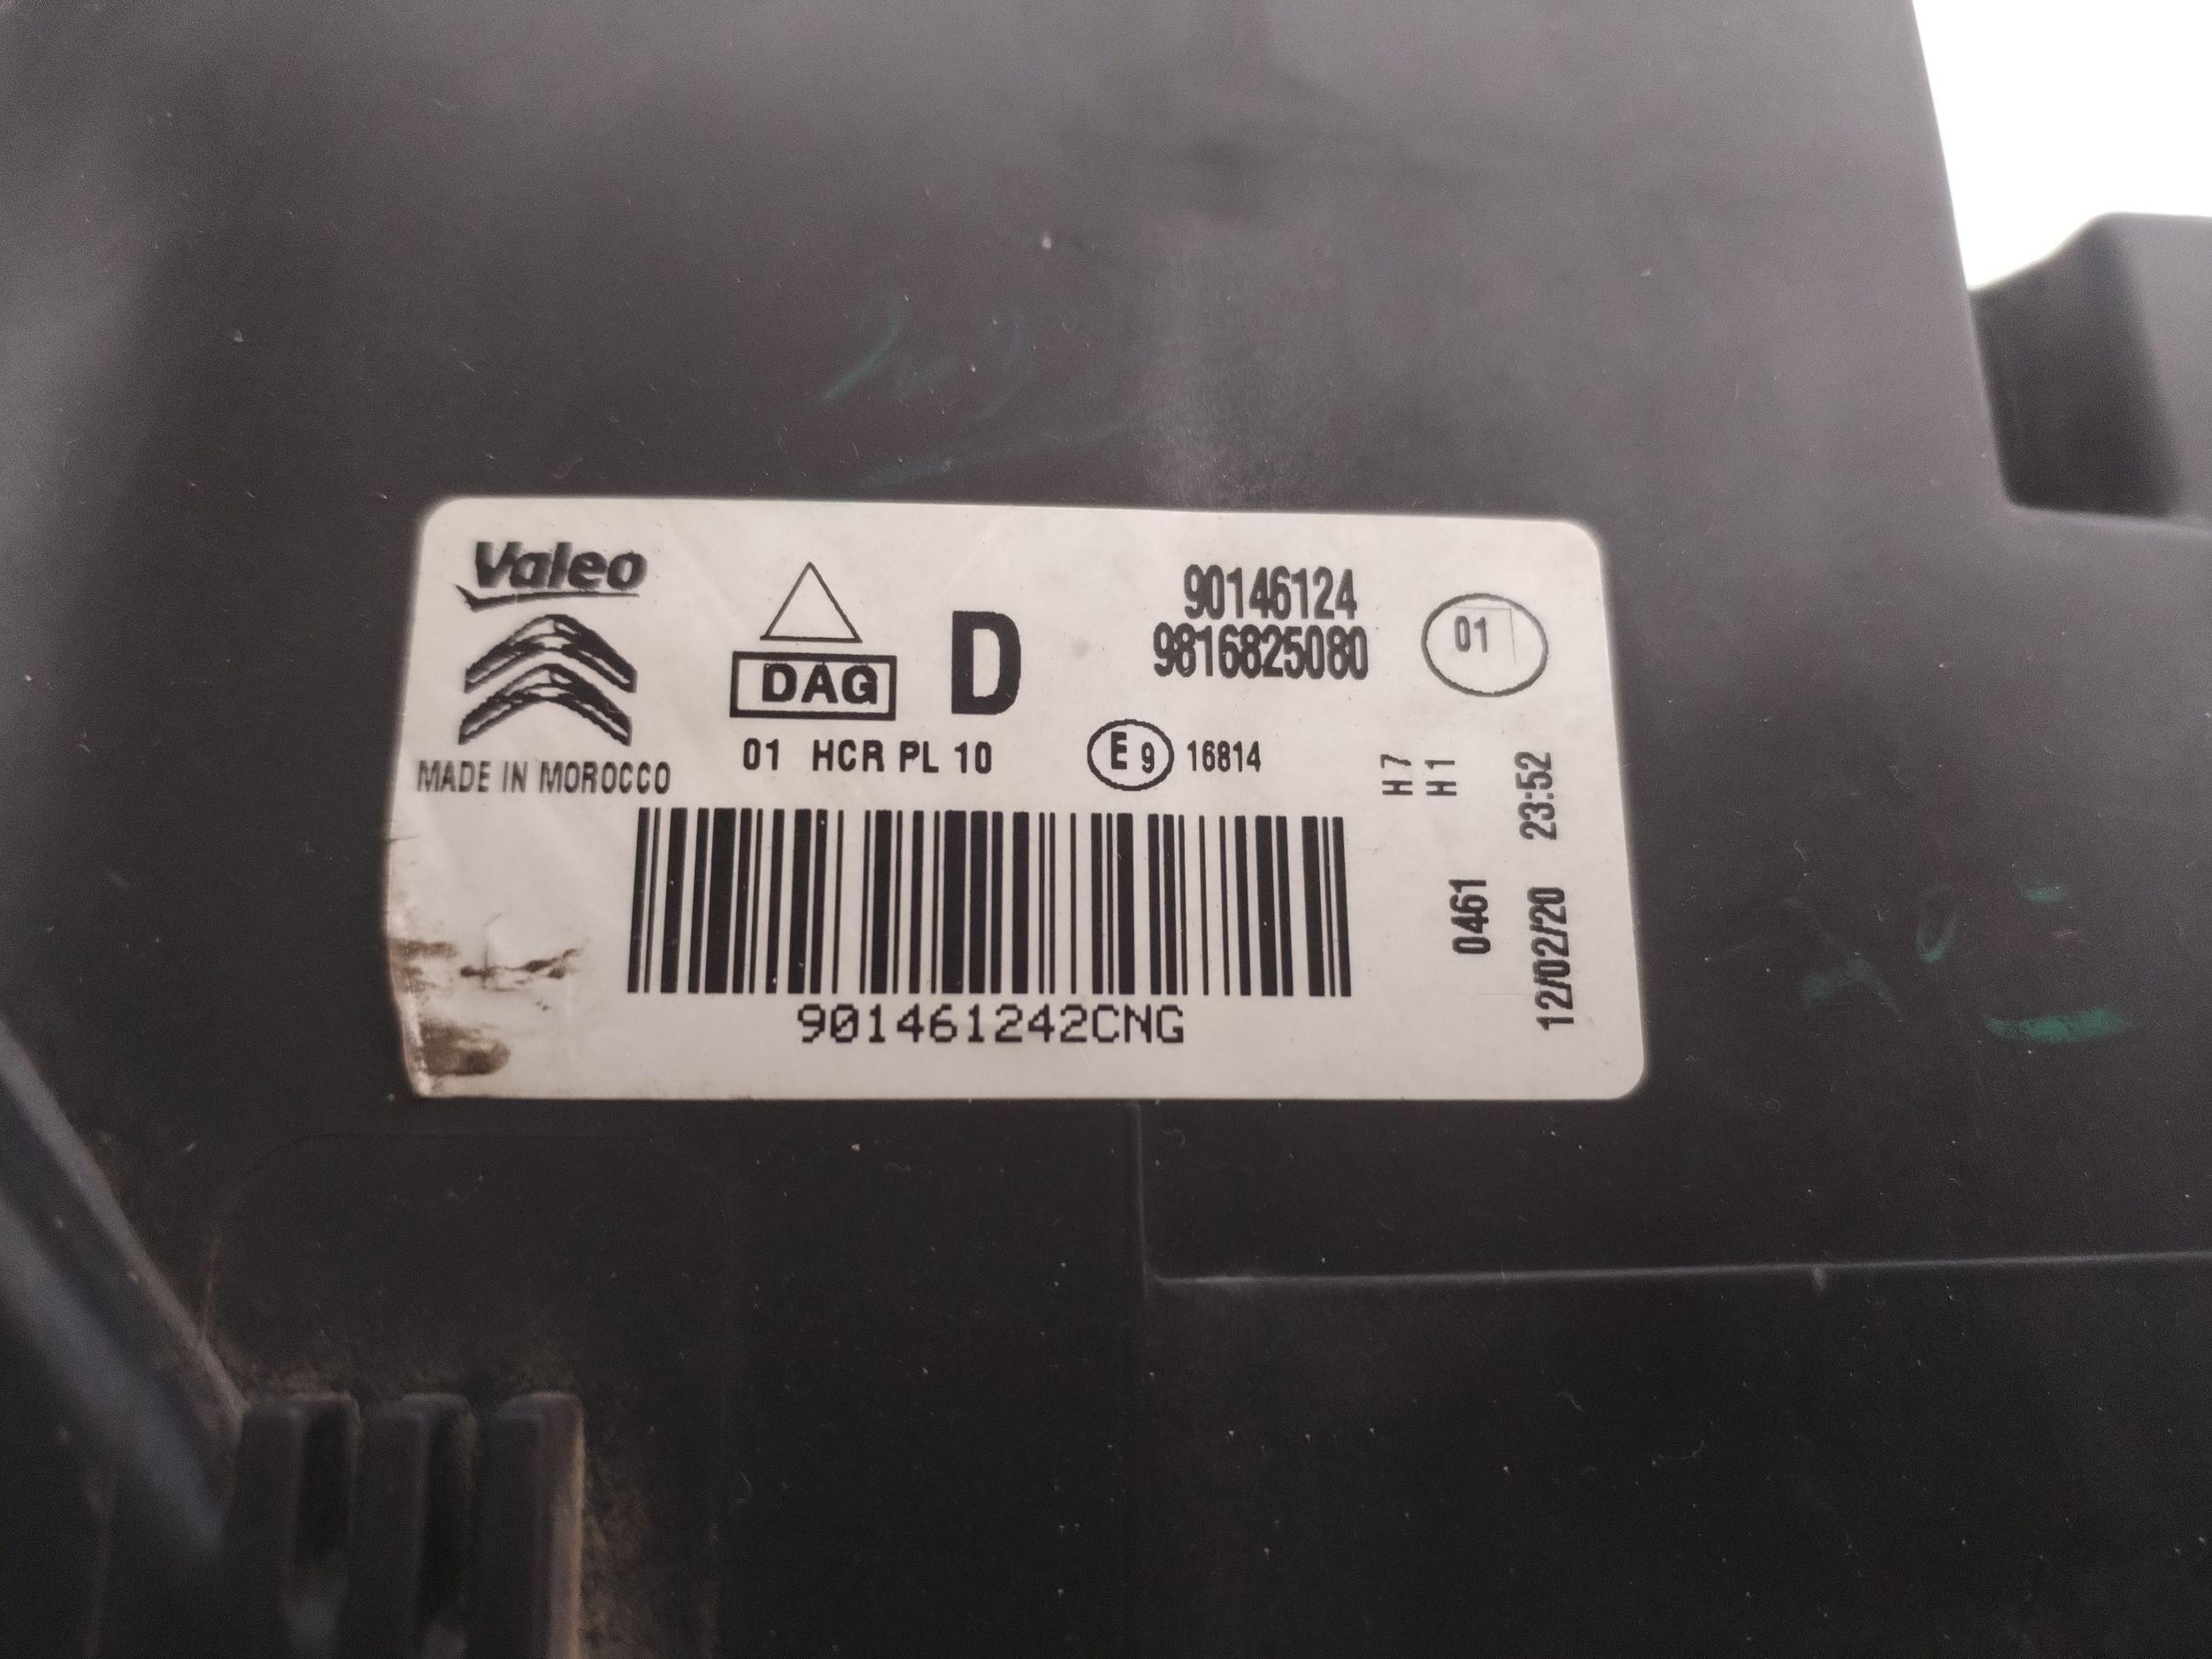 Valeo
MADE IN MOROCCO
DAG
D
01 HCR PL 10
90146124
9816825080
01
E 9 16814
H7
H1
0461
12/02/20 23:52
901461242CNG